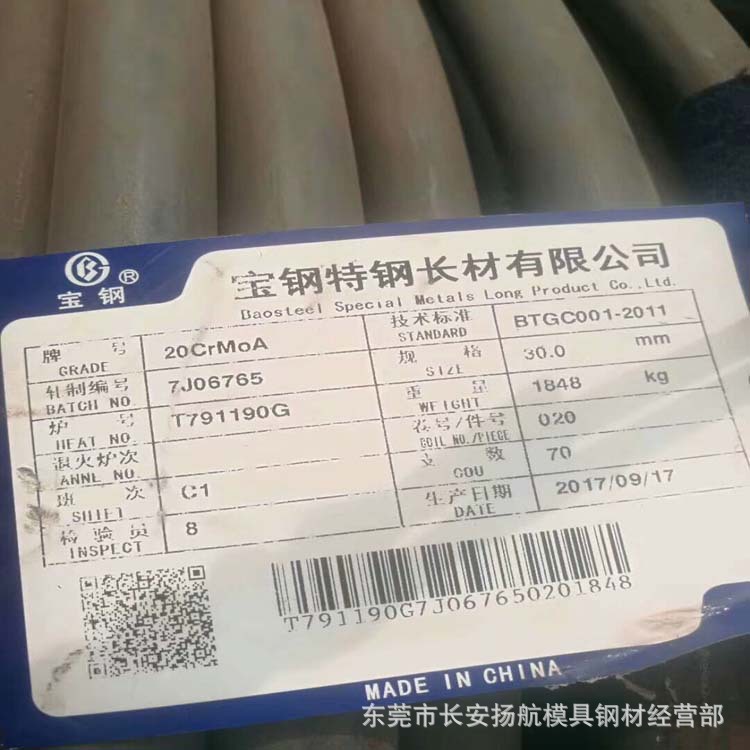 宝钢®
宝钢特钢长材有限公司
Baosteel Special Metals Long Product Co.,Ltd.
牌号 GRADE 20CrMoA 技术标准 STANDARD BTGC001-2011
轧制编号 BATCH NO. 7J06765 规格 SIZE 30.0 mm
炉号 HEAT NO. T791190G 重量 WEIGHT 1848 kg
退火炉次 ANNE NO. 卷号/件号 COIL NO./PIECE 020
班次 SHIFT C1 支数 COU 70
检验员 INSPECT 8 生产日期 DATE 2017/09/17
T791190G7J067650201848
MADE IN CHINA
东莞市长安扬航模具钢材经营部